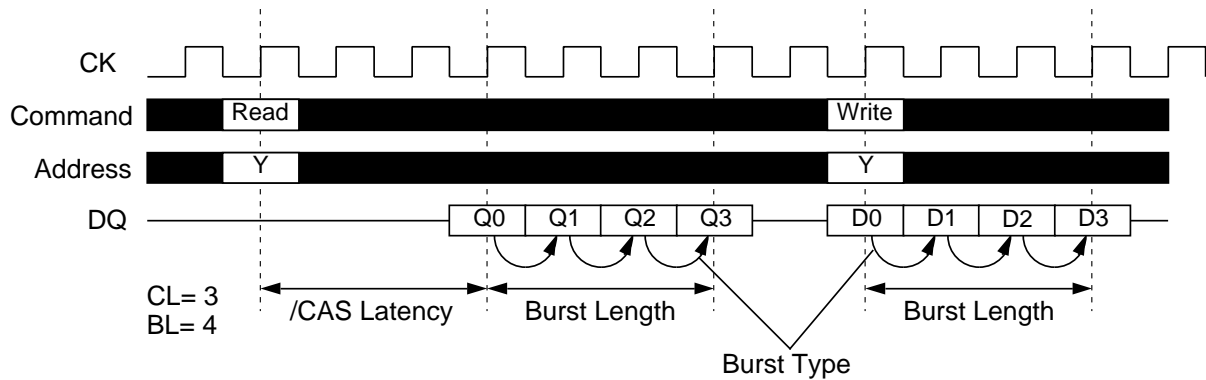 CK
Command Read Write
Address Y Y
DQ Q0 Q1 Q2 Q3 D0 D1 D2 D3
CL= 3
BL= 4
/CAS Latency Burst Length Burst Length
Burst Type